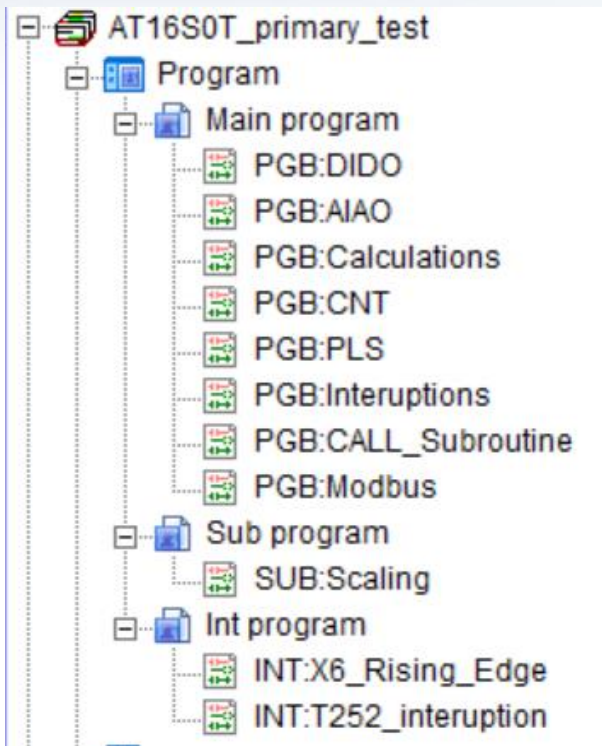 AT16S0T_primary_test
Program
Main program
PGB:DIDO
PGB:AIAO
PGB:Calculations
PGB:CNT
PGB:PLS
PGB:Interuptions
PGB:CALL_Subroutine
PGB:Modbus
Sub program
SUB:Scaling
Int program
INT:X6_Rising_Edge
INT:T252_interuption